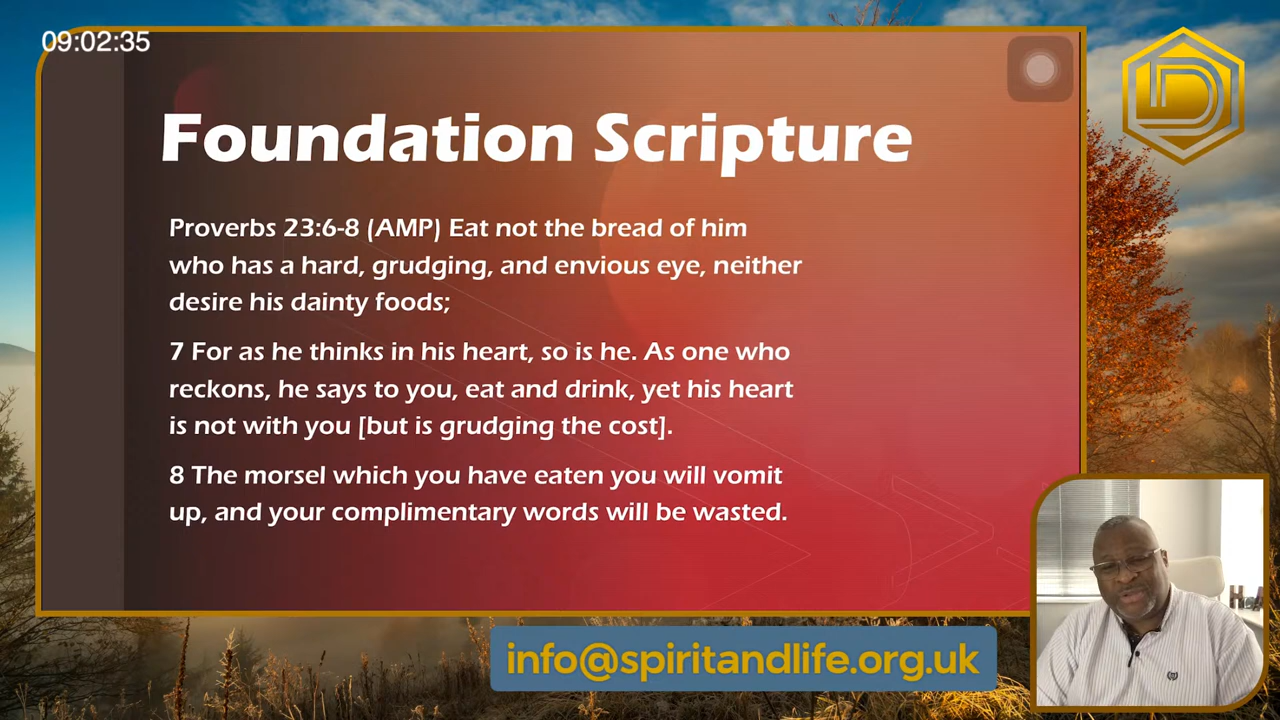 09:02:35
Foundation Scripture
Proverbs 23:6-8 (AMP) Eat not the bread of him
who has a hard, grudging, and envious eye, neither
desire his dainty foods;
7 For as he thinks in his heart, so is he. As one who
reckons, he says to you, eat and drink, yet his heart
is not with you [but is grudging the cost].
8 The morsel which you have eaten you will vomit
up, and your complimentary words will be wasted.
info@spiritandlife.org.uk